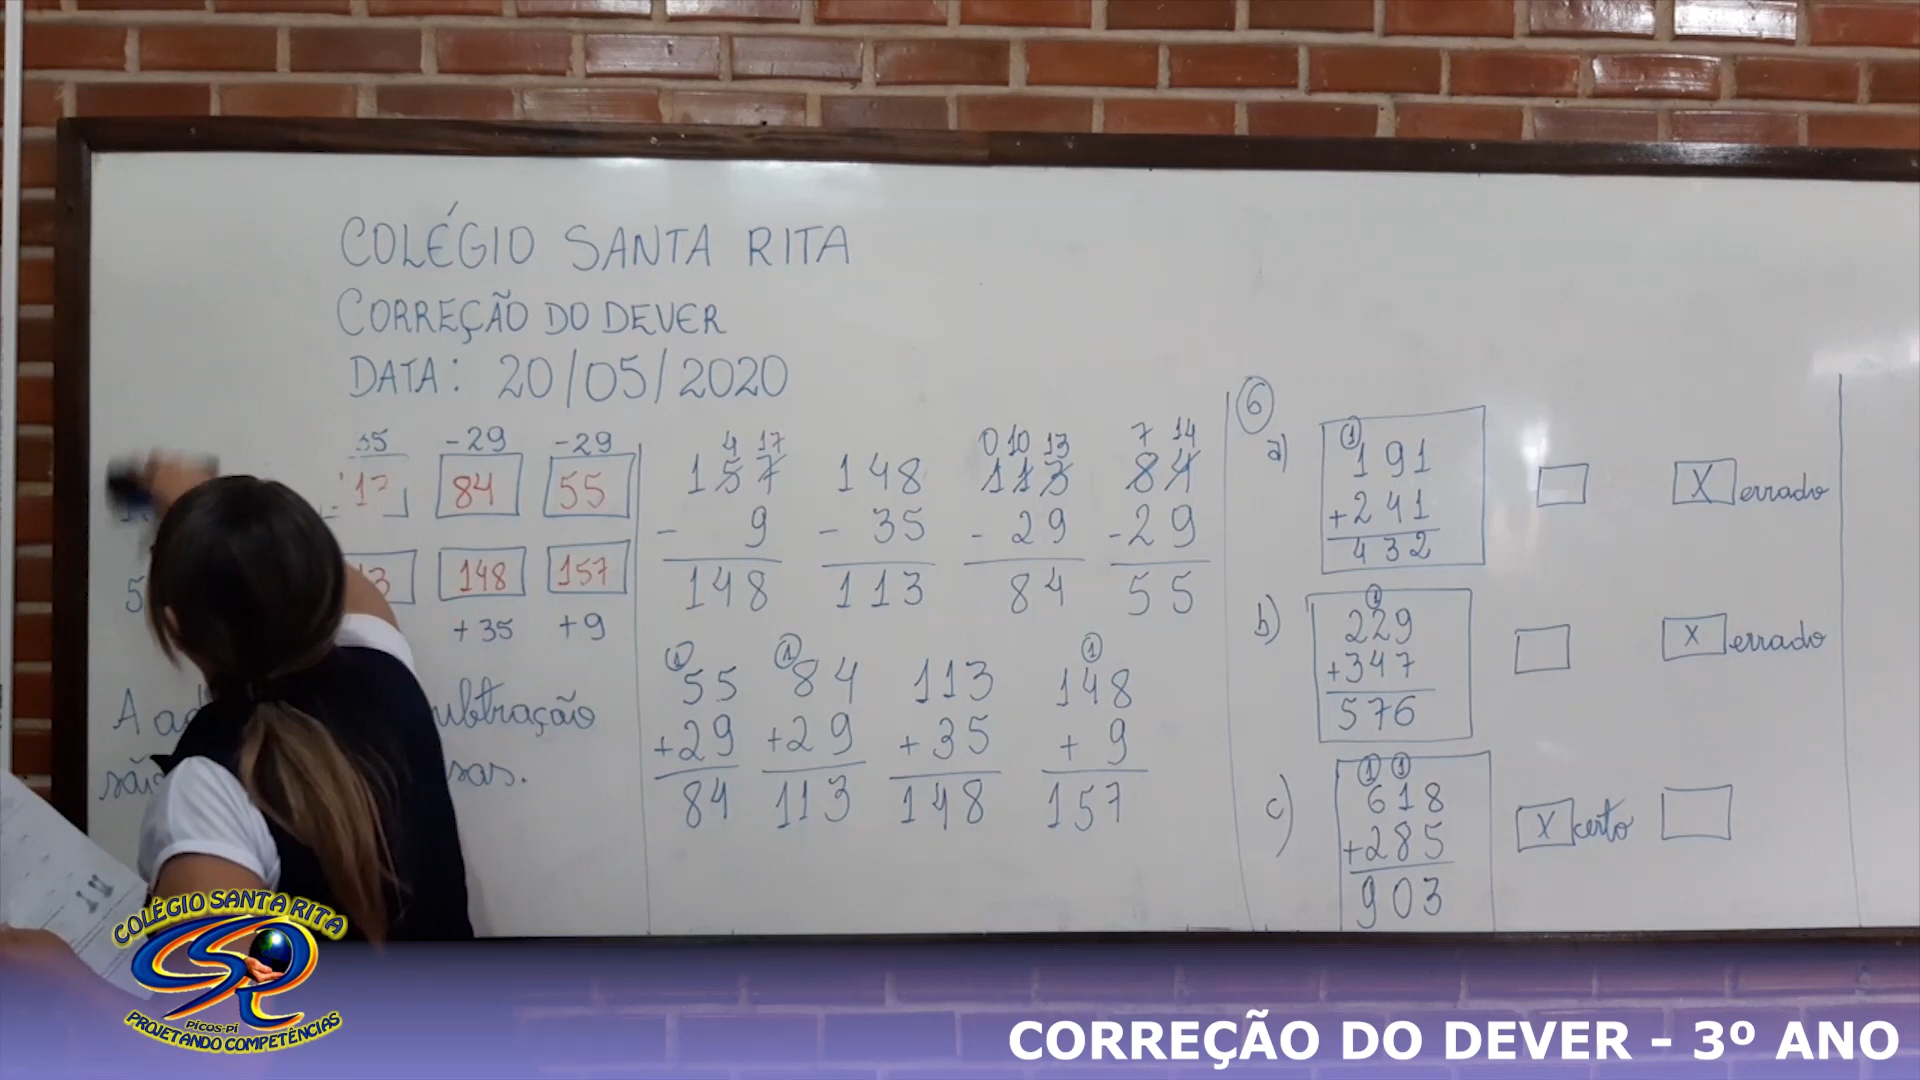 COLÉGIO SANTA RITA
CORREÇÃO DO DEVER
DATA: 20/05/2020
35 -29 -29
84 55
148 157
+35 +9
ubtração
sas.
4 17
157
- 9
148
148
- 35
113
0 10 13
113
- 29
84
7 14
84
-29
55
1
55
+29
84
1
84
+29
113
113
+35
148
1
148
+ 9
157
6
a)
1
191
+241
432
X errado
b)
1
229
+347
576
X errado
c)
1 1
618
+285
903
X certo
COLÉGIO SANTA RITA
PICOS-PI
PROJETANDO COMPETÊNCIAS
CORREÇÃO DO DEVER - 3º ANO